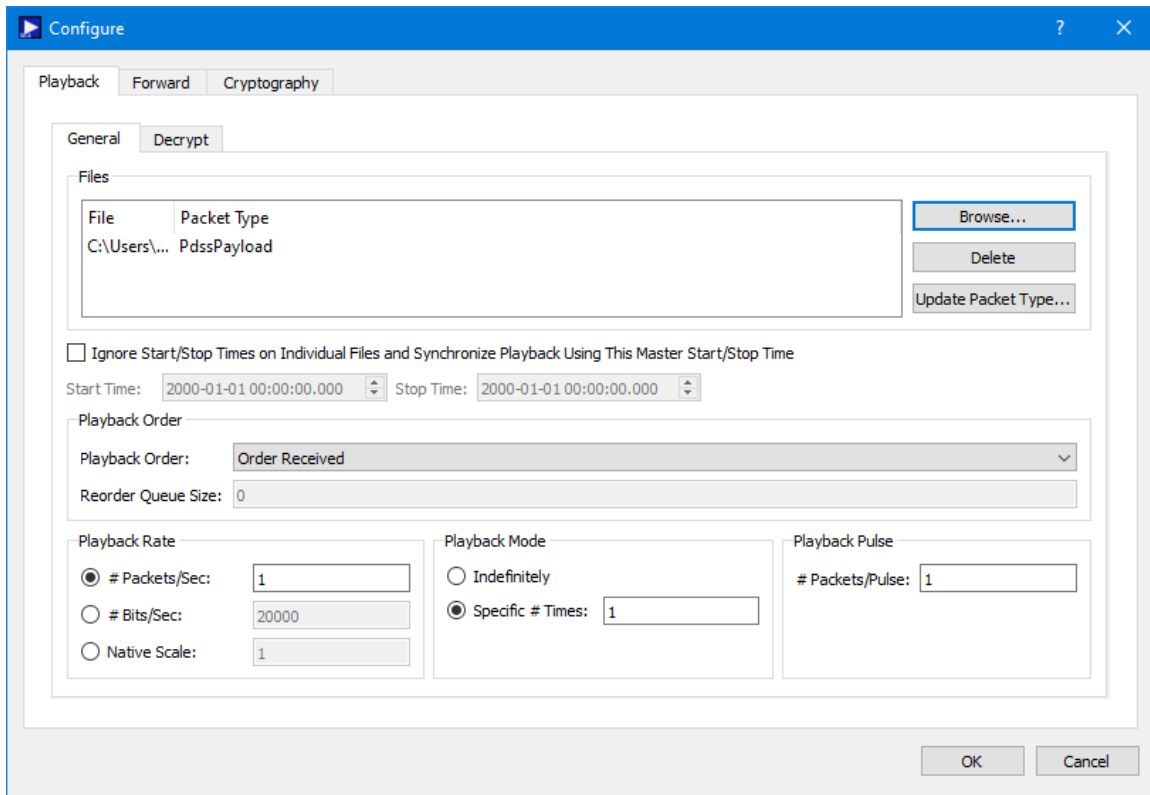 Configure
Playback Forward Cryptography
General Decrypt
Files
File Packet Type
C:\Users\... PdssPayload
Browse...
Delete
Update Packet Type...
Ignore Start/Stop Times on Individual Files and Synchronize Playback Using This Master Start/Stop Time
Start Time: 2000-01-01 00:00:00.000 Stop Time: 2000-01-01 00:00:00.000
Playback Order
Playback Order: Order Received
Reorder Queue Size: 0
Playback Rate
# Packets/Sec: 1
# Bits/Sec: 20000
Native Scale: 1
Playback Mode
Indefinitely
Specific # Times: 1
Playback Pulse
# Packets/Pulse: 1
OK Cancel